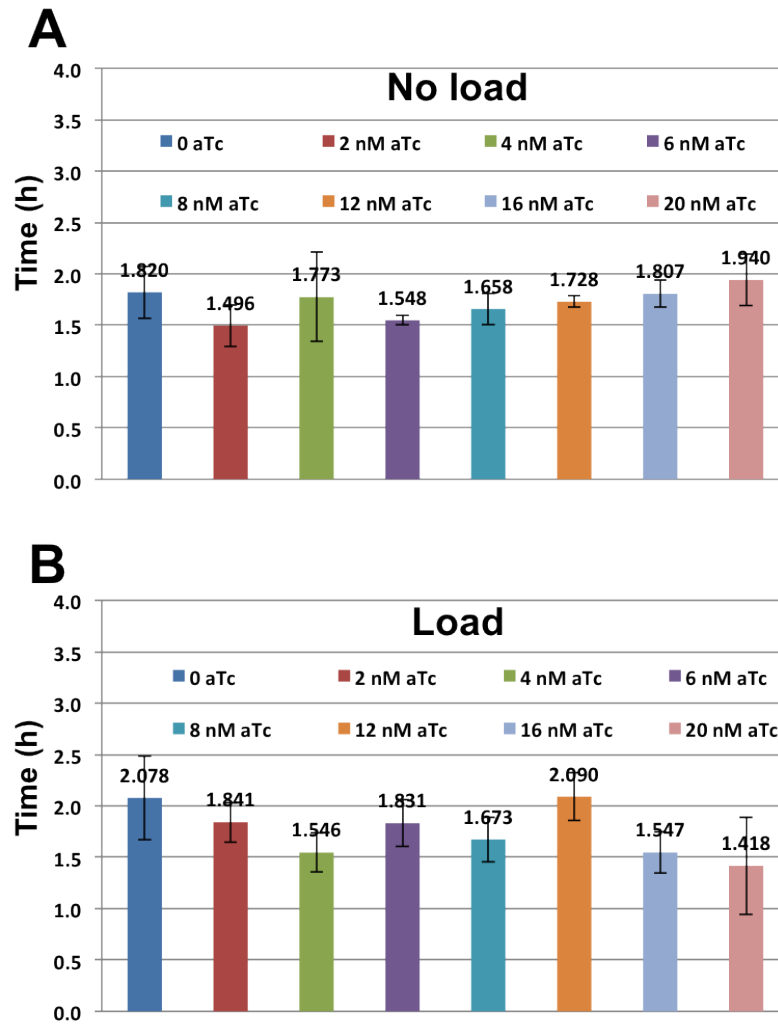 A
No load
4.0
3.5
0 aTc 2 nM aTc 4 nM aTc 6 nM aTc
3.0
8 nM aTc 12 nM aTc 16 nM aTc 20 nM aTc
2.5
2.0
1.820 1.496 1.773 1.548 1.658 1.728 1.807 1.940
1.5
1.0
0.5
0.0
Time (h)
B
Load
4.0
3.5
0 aTc 2 nM aTc 4 nM aTc 6 nM aTc
3.0
8 nM aTc 12 nM aTc 16 nM aTc 20 nM aTc
2.5
2.078 1.841 1.546 1.831 1.673 2.090 1.547 1.418
2.0
1.5
1.0
0.5
0.0
Time (h)